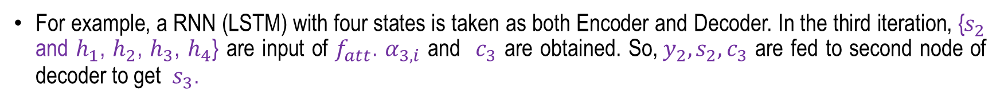 • For example, a RNN (LSTM) with four states is taken as both Encoder and Decoder. In the third iteration, {s₂
and h₁, h₂, h₃, h₄} are input of f_att. α₃,ᵢ and c₃ are obtained. So, y₂, s₂, c₃ are fed to second node of
decoder to get s₃.